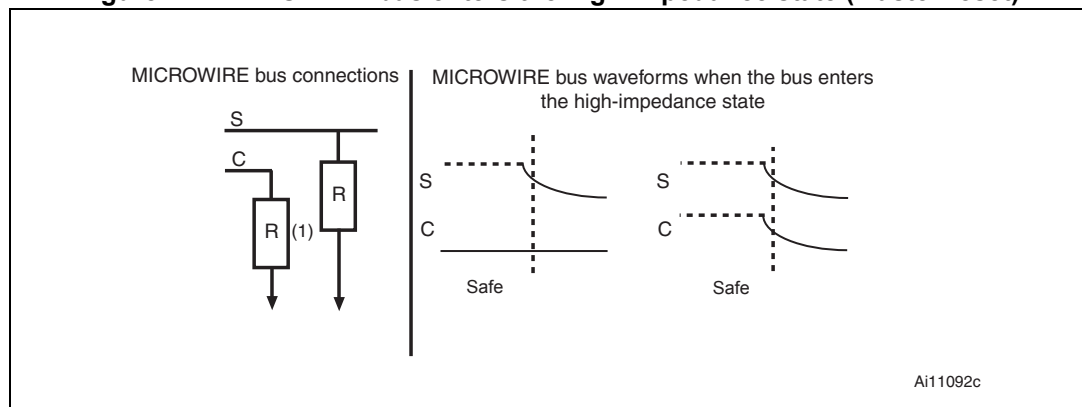 MICROWIRE bus connections
S
C
R
R
(1)
MICROWIRE bus waveforms when the bus enters
the high-impedance state
S
C
Safe
S
C
Safe
Ai11092c